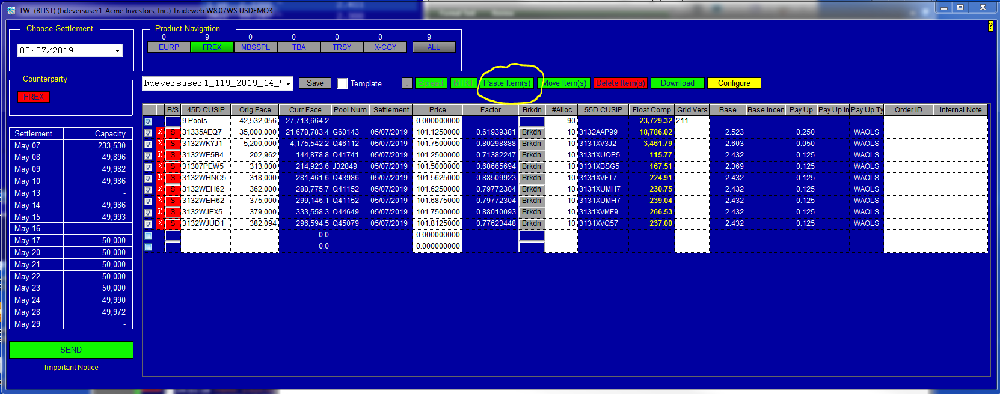 TW (BLIST) (bdeversuser1-Acme Investors, Inc.) Tradeweb W8.07WS USDEMO3
?
Choose Settlement
05/07/2019
Product Navigation
0 9 0 0 0 0 9
EURP FREX MBSSPL TBA TRSY X-CCY ALL
Counterparty
FREX
bdeversuser1_119_2019_14_5 Save Template . Spread MTKT Paste Item(s) Move Item(s) Delete Item(s) Download Configure
B/S 45D CUSIP Orig Face Curr Face Pool Num Settlement Price Factor Brkdn #Alloc 55D CUSIP Float Comp Grid Vers Base Base Incen Pay Up Pay Up In Pay Up Ty Order ID Internal Note
9 Pools 42,532,056 27,713,664.2 0.000000000 90 23,729.32 211
X S 31335AEQ7 35,000,000 21,678,783.4 G60143 05/07/2019 101.1250000 0.61939381 Brkdn 10 3132AAP99 18,786.02 2.523 0.250 WAOLS
X S 3132WKYJ1 5,200,000 4,175,542.2 Q46112 05/07/2019 101.7500000 0.80298888 Brkdn 10 3131XV3J2 3,461.79 2.603 0.050 WAOLS
X S 3132WE5B4 202,962 144,878.8 Q41741 05/07/2019 101.2500000 0.71382247 Brkdn 10 3131XUQP5 115.77 2.432 0.125 WAOLS
X S 31307PEW5 313,000 214,923.6 J32849 05/07/2019 101.5000000 0.68665694 Brkdn 10 3131XBSG5 167.51 2.369 0.125 WAOLS
X S 3132WHNC5 318,000 281,461.6 Q43986 05/07/2019 101.5625000 0.88509923 Brkdn 10 3131XVFT7 224.91 2.432 0.125 WAOLS
X S 3132WEH62 362,000 288,775.7 Q41152 05/07/2019 101.6250000 0.79772304 Brkdn 10 3131XUMH7 230.75 2.432 0.125 WAOLS
X S 3132WEH62 375,000 299,146.1 Q41152 05/07/2019 101.6875000 0.79772304 Brkdn 10 3131XUMH7 239.04 2.432 0.125 WAOLS
X S 3132WJEX5 379,000 333,558.3 Q44649 05/07/2019 101.7500000 0.88010093 Brkdn 10 3131XVMF9 266.53 2.432 0.125 WAOLS
X S 3132WJUD1 382,094 296,594.5 Q45079 05/07/2019 101.8125000 0.77623448 Brkdn 10 3131XVQ57 237.00 2.432 0.125 WAOLS
0.0 0.000000000
0.0 0.000000000
Settlement Capacity
May 07 233,530
May 08 49,896
May 09 49,982
May 10 49,986
May 13 -
May 14 49,986
May 15 49,993
May 16 -
May 17 50,000
May 20 50,000
May 21 50,000
May 22 50,000
May 23 50,000
May 24 49,990
May 28 49,972
May 29 -
SEND
Important Notice